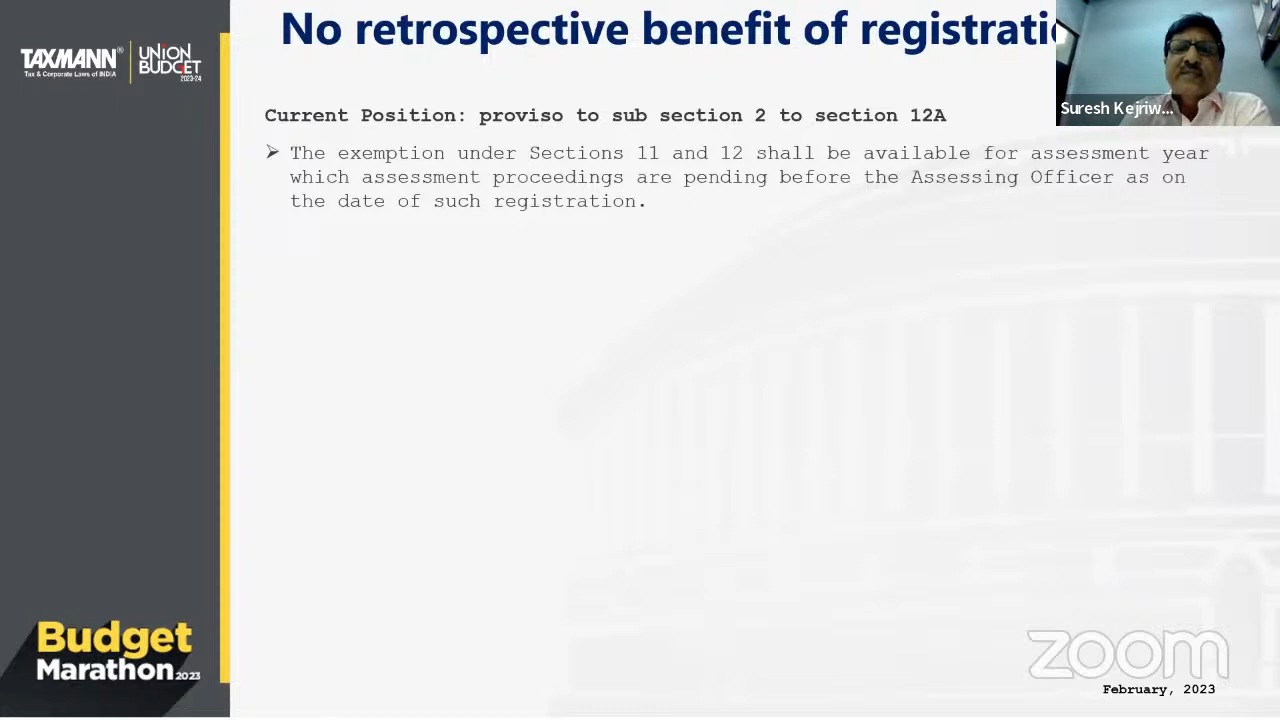 No retrospective benefit of registratio
TAXMANN®
Tax & Corporate Laws of INDIA
UNION
BUDGET
2023-24
Suresh Kejriw...
Current Position: proviso to sub section 2 to section 12A
➢ The exemption under Sections 11 and 12 shall be available for assessment year
which assessment proceedings are pending before the Assessing Officer as on
the date of such registration.
Budget
Marathon 2023
zoom
February, 2023